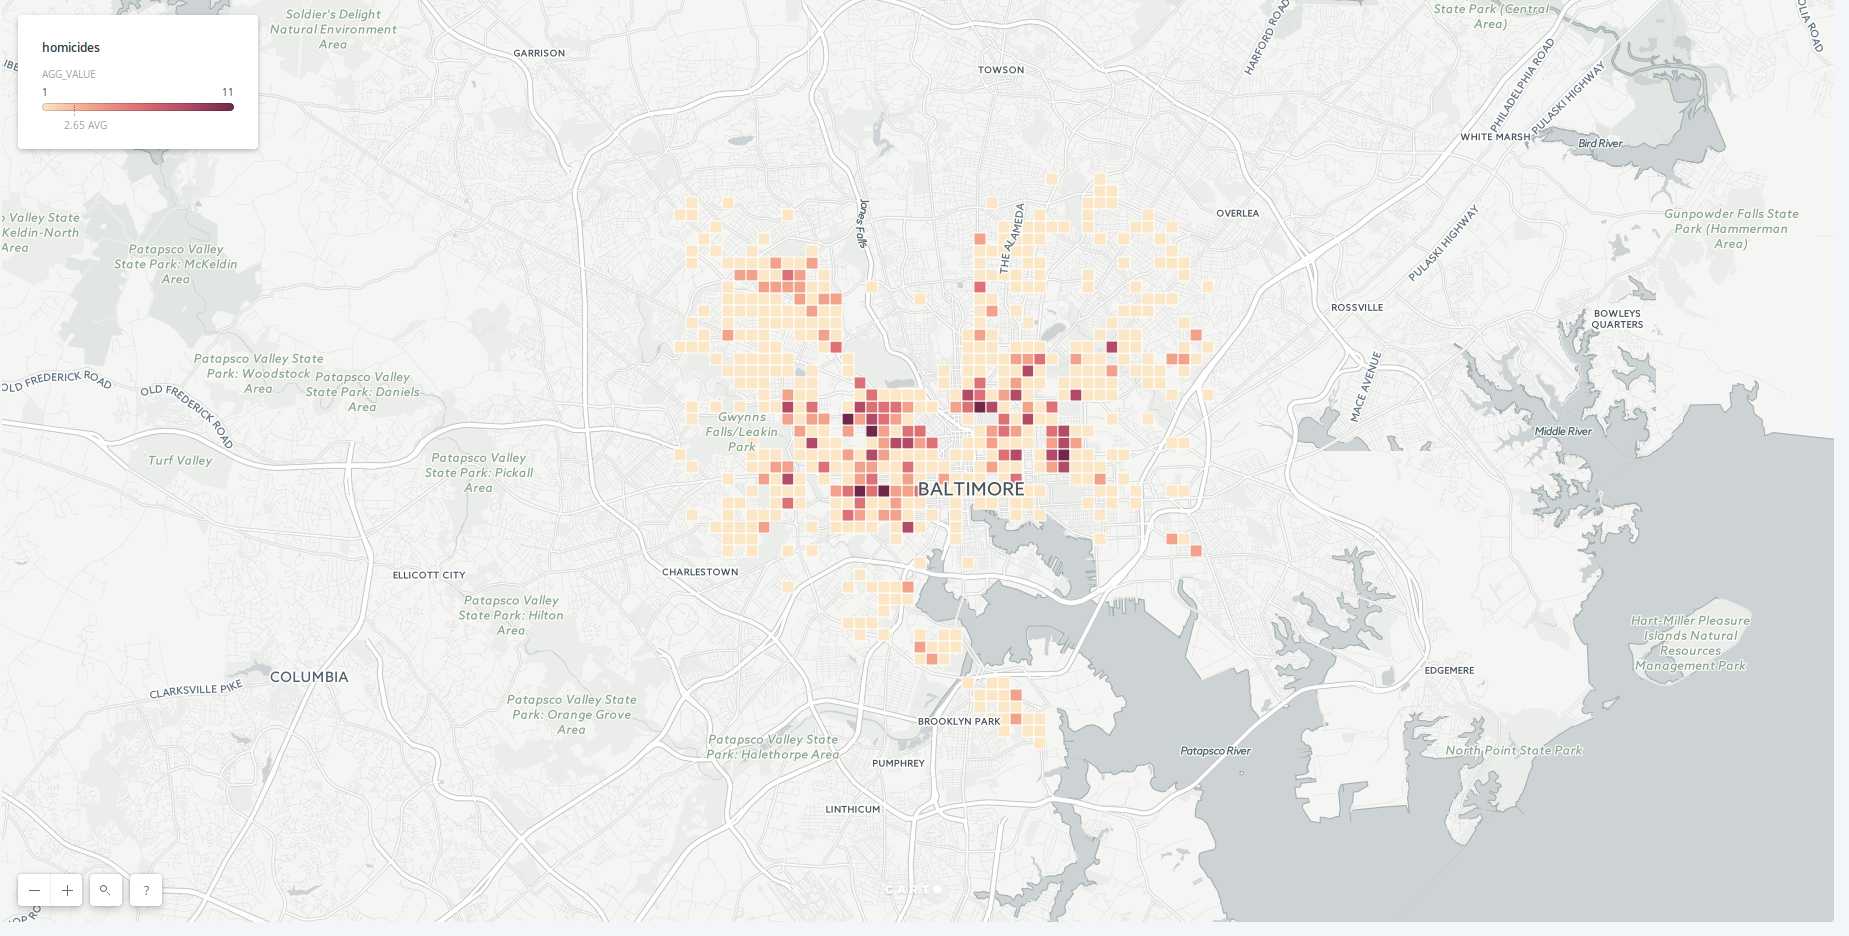 homicides
AGG_VALUE
1 11
2.65 AVG
Soldier's Delight
Natural Environment
Area
GARRISON
TOWSON
HARFORD ROAD
State Park (Central
Area)
PHILADELPHIA ROAD
PULASKI HIGHWAY
WHITE MARSH
Bird River
Valley State
Keldin-North
Area
Patapsco Valley
State Park: McKeldin
Area
Jones Falls
THE ALAMEDA
OVERLEA
PULASKI HIGHWAY
Gunpowder Falls State
Park (Hammerman
Area)
ROSSVILLE
BOWLEYS
QUARTERS
Patapsco Valley State
Park: Woodstock
Area
Patapsco Valley
State Park: Daniels
Area
OLD FREDERICK ROAD
OLD FREDERICK ROAD
MACE AVENUE
Gwynns
Falls/Leakin
Park
Middle River
Turf Valley
Patapsco Valley
State Park: Pickall
Area
BALTIMORE
CHARLESTOWN
ELLICOTT CITY
Patapsco Valley
State Park: Hilton
Area
Hart-Miller Pleasure
Islands Natural
Resources
Management Park
EDGEMERE
COLUMBIA
CLARKSVILLE PIKE
Patapsco Valley State
Park: Orange Grove
Area
BROOKLYN PARK
Patapsco Valley State
Park: Halethorpe Area
Patapsco River
North Point State Park
PUMPHREY
LINTHICUM
CARTO
− + ?